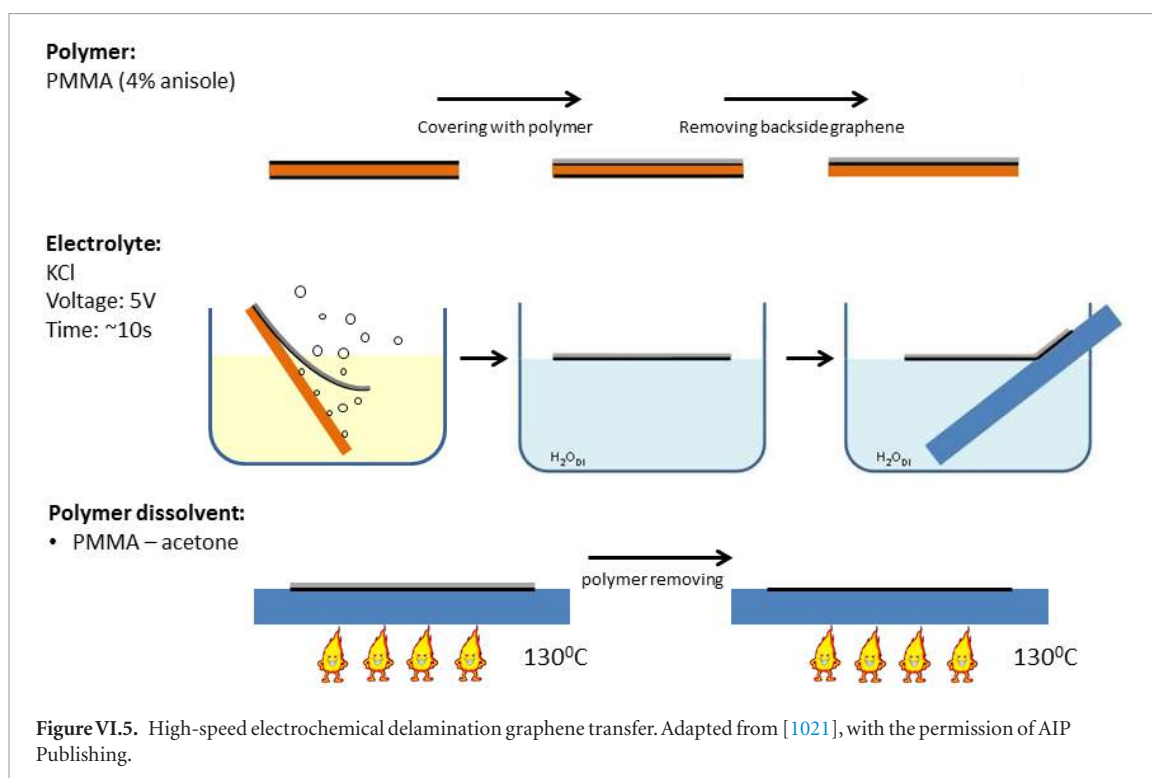 Polymer:
PMMA (4% anisole)
Covering with polymer
Removing backside graphene
Electrolyte:
KCl
Voltage: 5V
Time: ~10s
H₂O_DI
H₂O_DI
Polymer dissolvent:
• PMMA – acetone
polymer removing
130⁰C
130⁰C
Figure VI.5. High-speed electrochemical delamination graphene transfer. Adapted from [1021], with the permission of AIP
Publishing.